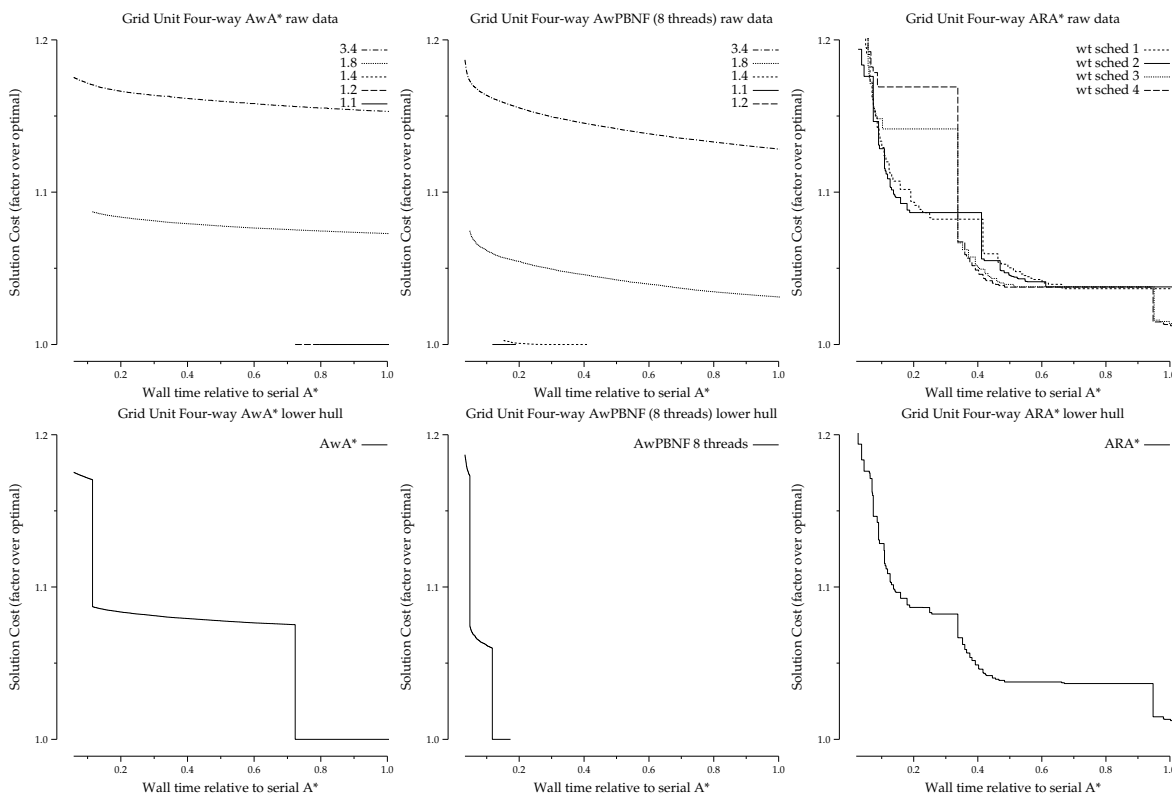 Grid Unit Four-way AwA* raw data
Solution Cost (factor over optimal)
1.2
1.1
1.0
3.4
1.8
1.4
1.2
1.1
0.2 0.4 0.6 0.8 1.0
Wall time relative to serial A*
Grid Unit Four-way AwPBNF (8 threads) raw data
Solution Cost (factor over optimal)
1.2
1.1
1.0
3.4
1.8
1.4
1.1
1.2
0.2 0.4 0.6 0.8 1.0
Wall time relative to serial A*
Grid Unit Four-way ARA* raw data
Solution Cost (factor over optimal)
1.2
1.1
1.0
wt sched 1
wt sched 2
wt sched 3
wt sched 4
0.2 0.4 0.6 0.8 1.0
Wall time relative to serial A*
Grid Unit Four-way AwA* lower hull
Solution Cost (factor over optimal)
1.2
1.1
1.0
AwA*
0.2 0.4 0.6 0.8 1.0
Wall time relative to serial A*
Grid Unit Four-way AwPBNF (8 threads) lower hull
Solution Cost (factor over optimal)
1.2
1.1
1.0
AwPBNF 8 threads
0.2 0.4 0.6 0.8 1.0
Wall time relative to serial A*
Grid Unit Four-way ARA* lower hull
Solution Cost (factor over optimal)
1.2
1.1
1.0
ARA*
0.2 0.4 0.6 0.8 1.0
Wall time relative to serial A*